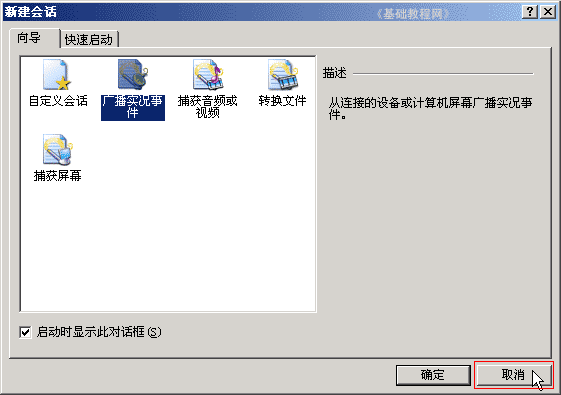 新建会话
《基础教程网》
向导
快速启动
自定义会话
广播实况事
件
捕获音频或
视频
转换文件
捕获屏幕
描述
从连接的设备或计算机屏幕广播实况事
件。
启动时显示此对话框(S)
确定
取消